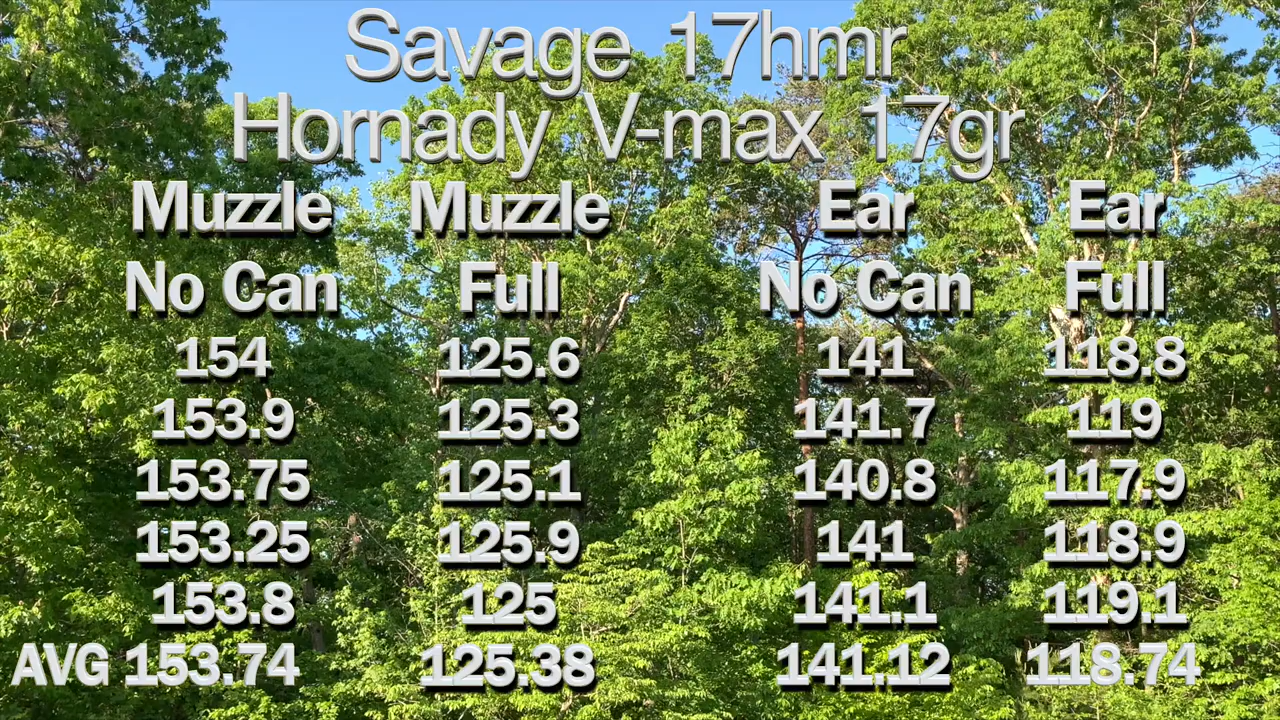 Savage 17hmr
Hornady V-max 17gr
Muzzle Muzzle Ear Ear
No Can Full No Can Full
154 125.6 141 118.8
153.9 125.3 141.7 119
153.75 125.1 140.8 117.9
153.25 125.9 141 118.9
153.8 125 141.1 119.1
AVG 153.74 125.38 141.12 118.74